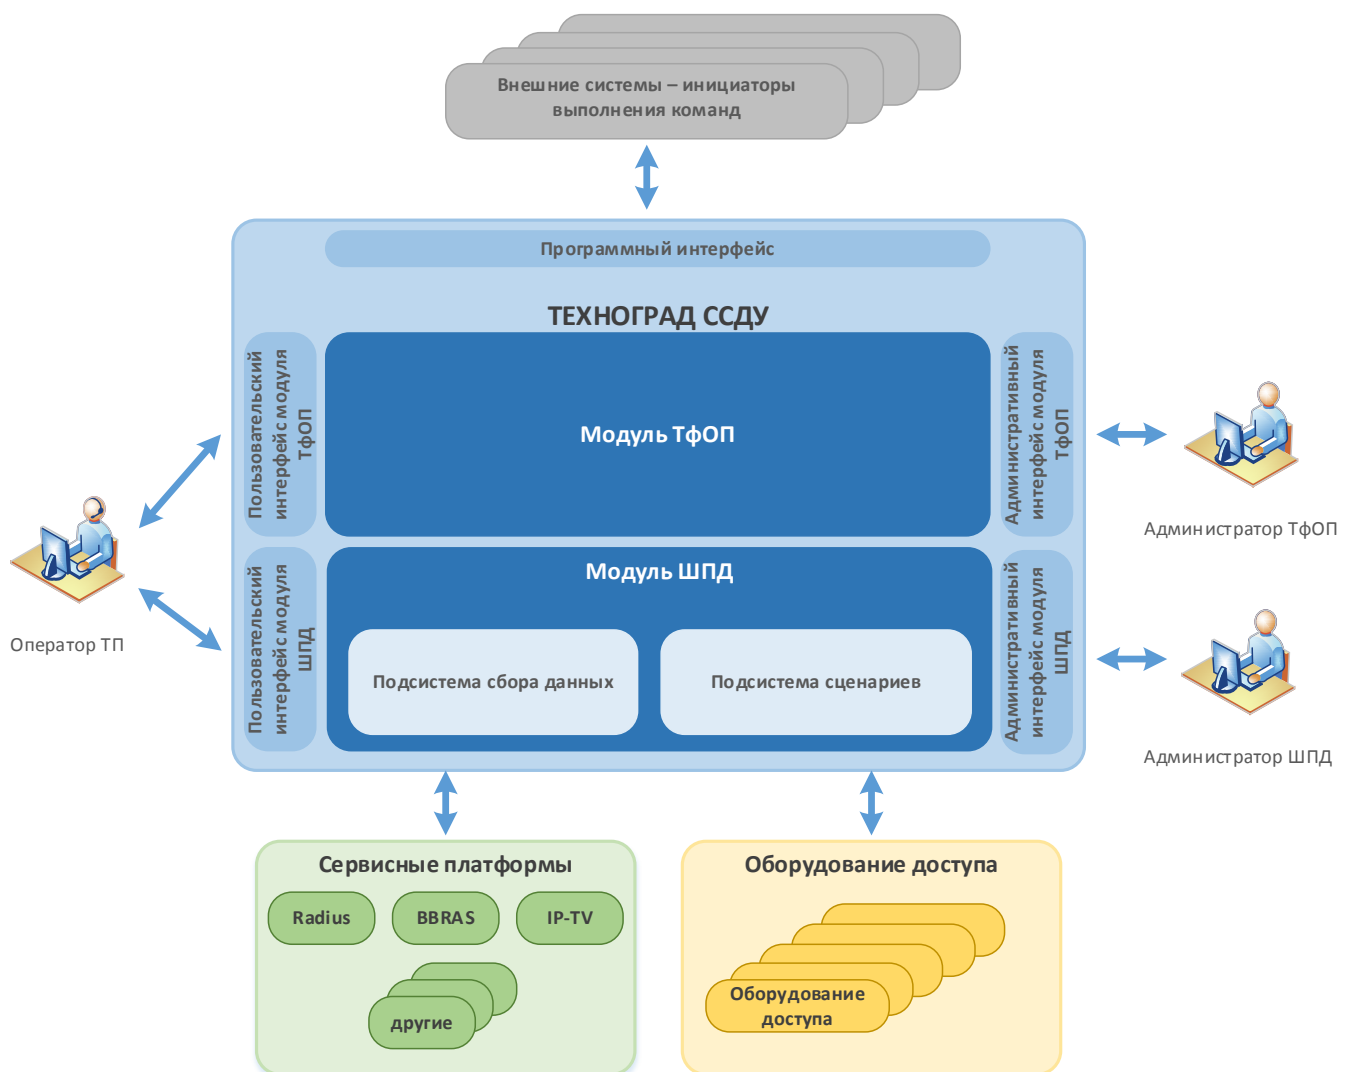 Внешние системы – инициаторы
выполнения команд
Программный интерфейс
ТЕХНОГРАД ССДУ
Пользовательский
интерфейс модуля
ТфОП
Модуль ТфОП
Административный
интерфейс модуля
ТфОП
Администратор ТфОП
Оператор ТП
Пользовательский
интерфейс модуля
ШПД
Модуль ШПД
Подсистема сбора данных
Подсистема сценариев
Административный
интерфейс модуля
ШПД
Администратор ШПД
Сервисные платформы
Radius
BBRAS
IP-TV
другие
Оборудование доступа
Оборудование
доступа